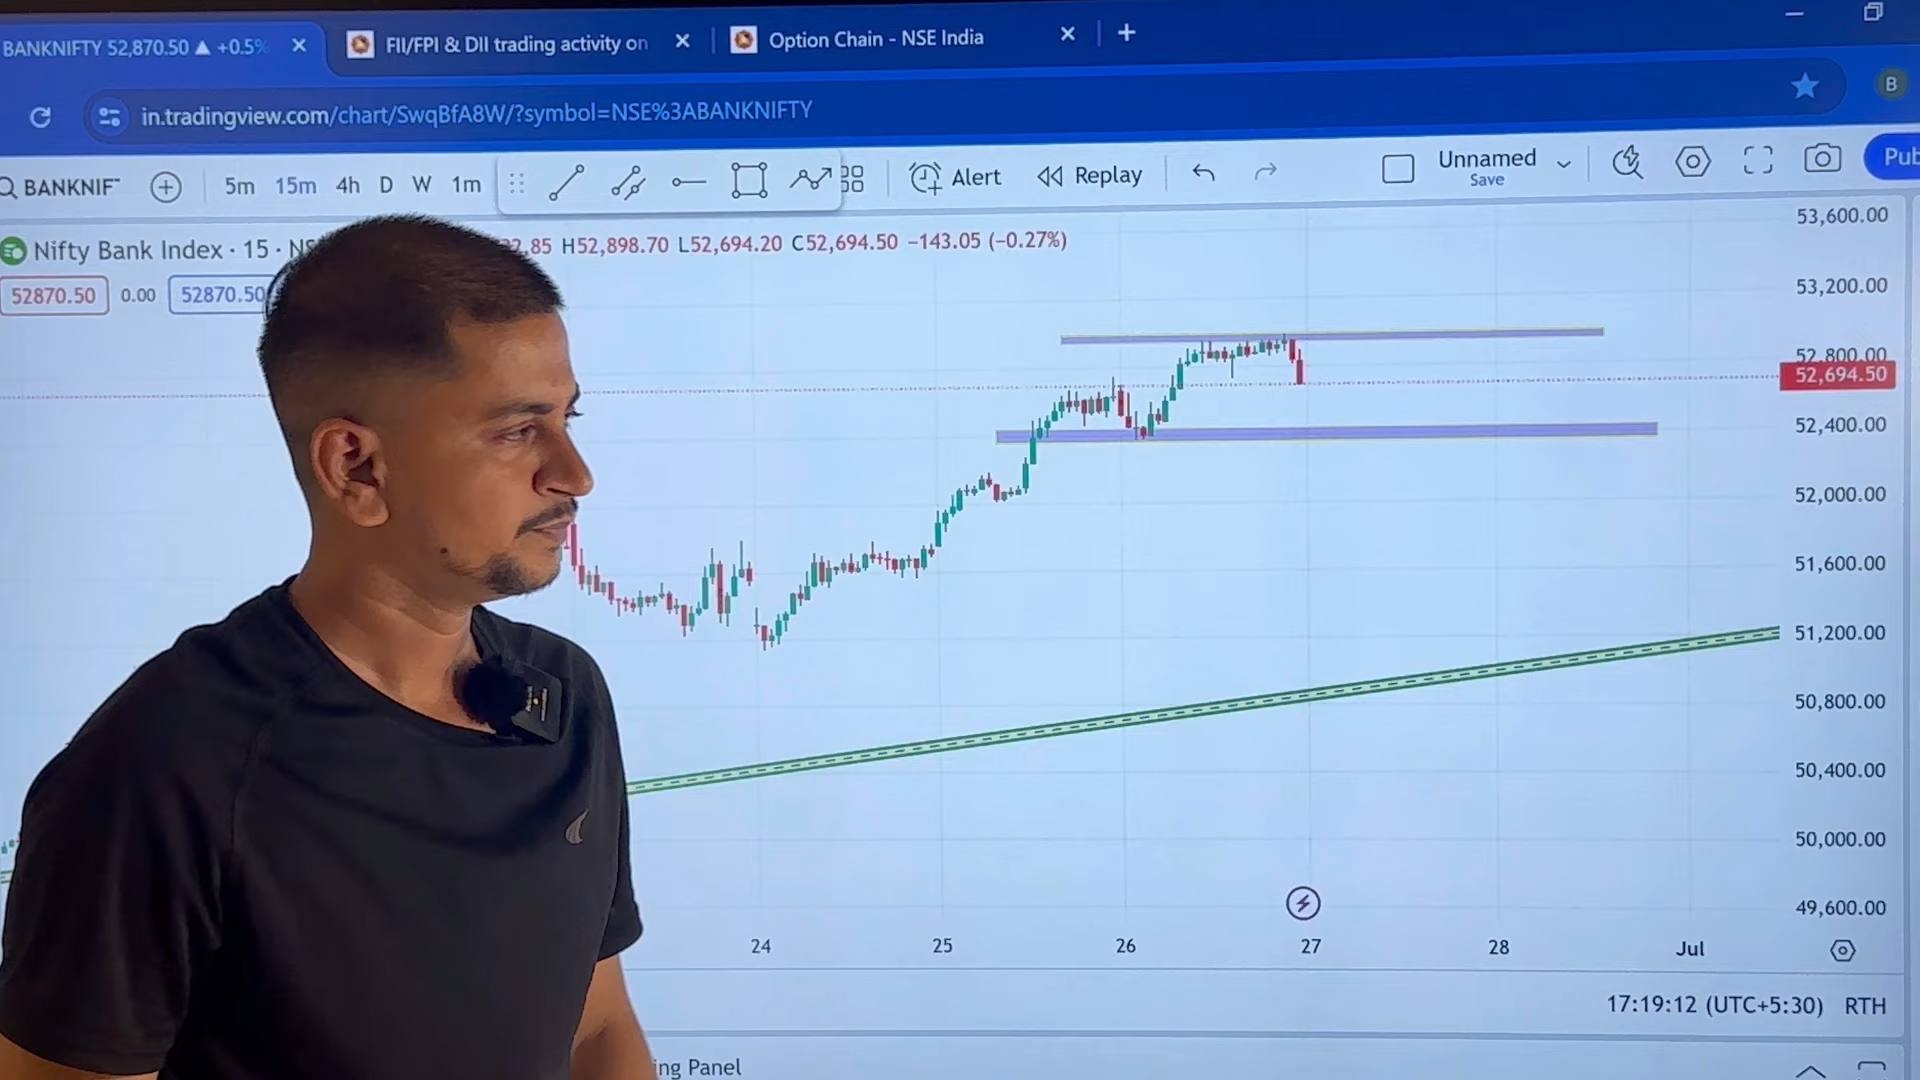 BANKNIFTY 52,870.50 ▲ +0.5%
FII/FPI & DII trading activity on
Option Chain - NSE India
in.tradingview.com/chart/SwqBfA8W/?symbol=NSE%3ABANKNIFTY
B
BANKNIF
5m 15m 4h D W 1m
Alert
Replay
Unnamed
Save
Pub
Nifty Bank Index · 15 · NS
2.85 H52,898.70 L52,694.20 C52,694.50 −143.05 (−0.27%)
52870.50 0.00 52870.50
53,600.00
53,200.00
52,800.00
52,694.50
52,400.00
52,000.00
51,600.00
51,200.00
50,800.00
50,400.00
50,000.00
49,600.00
24 25 26 27 28 Jul
17:19:12 (UTC+5:30) RTH
ing Panel